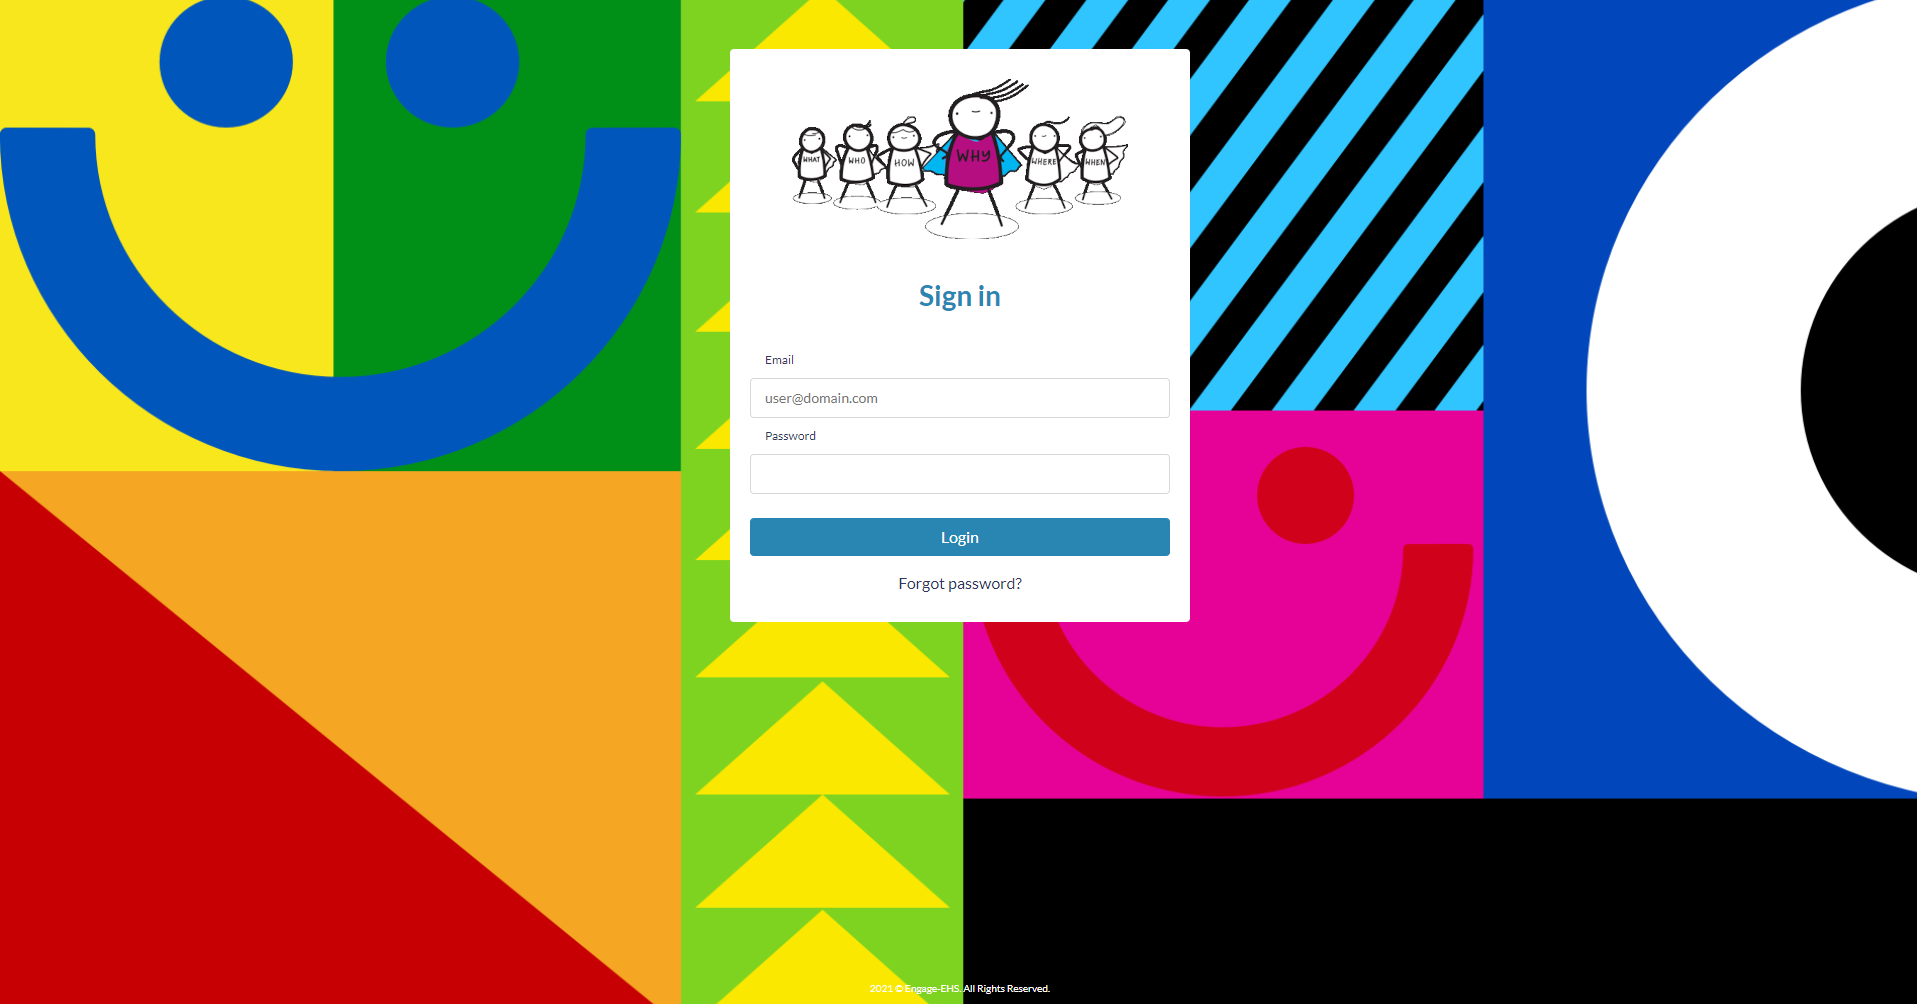 WHAT WHO HOW WHY WHERE WHEN
Sign in
Email
user@domain.com
Password
Login
Forgot password?
2021 © Engage-EHS. All Rights Reserved.